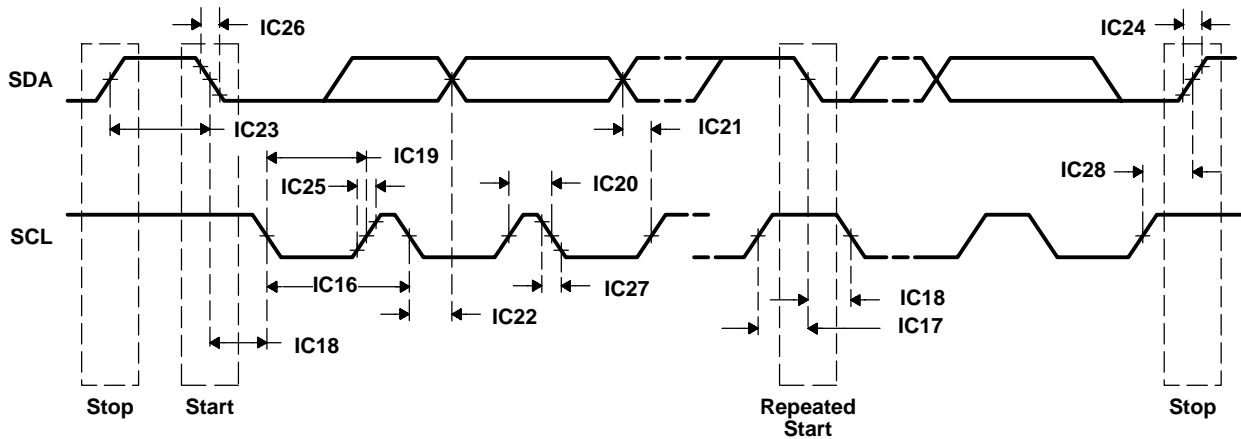 IC26
IC24
SDA
IC23
IC21
IC19
IC25
IC20
IC28
SCL
IC16
IC27
IC22
IC18
IC17
IC18
Stop
Start
Repeated
Start
Stop